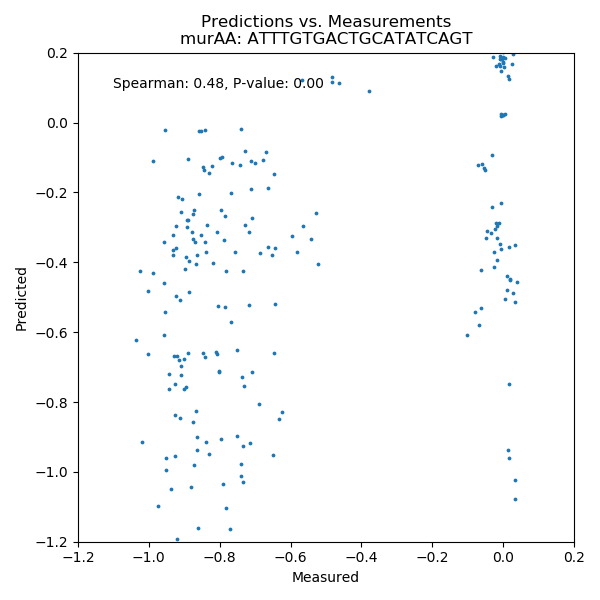 Predictions vs. Measurements
murAA: ATTTGTGACTGCATATCAGT
Spearman: 0.48, P-value: 0.00
0.2
0.0
−0.2
−0.4
−0.6
−0.8
−1.0
−1.2
Predicted
−1.2 −1.0 −0.8 −0.6 −0.4 −0.2 0.0 0.2
Measured